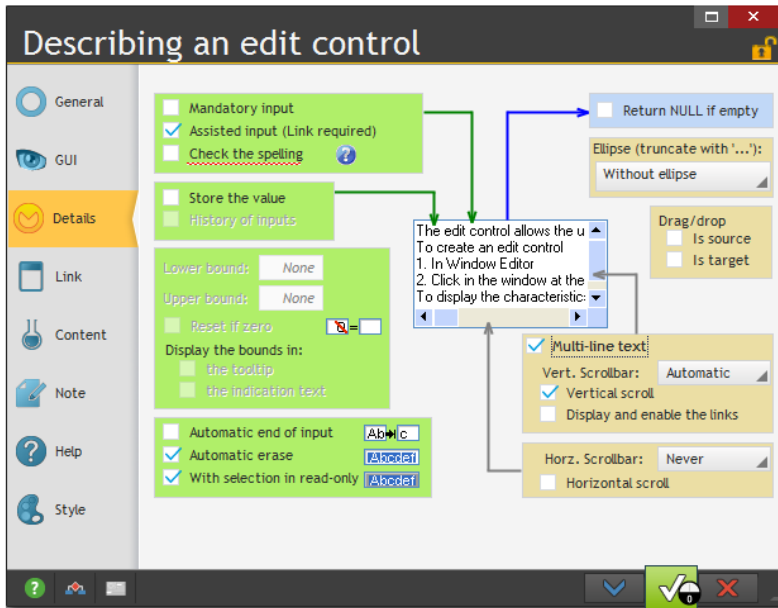 Describing an edit control
General
GUI
Details
Link
Content
Note
Help
Style
Mandatory input
Assisted input (Link required)
Check the spelling
?
Store the value
History of inputs
Lower bound: None
Upper bound: None
Reset if zero
0=
Display the bounds in:
the tooltip
the indication text
Automatic end of input
Ab c
Automatic erase
Abcdef
With selection in read-only
Abcdef
The edit control allows the u
To create an edit control
1. In Window Editor
2. Click in the window at the
To display the characteristic:
Return NULL if empty
Ellipse (truncate with '...'):
Without ellipse
Drag/drop
Is source
Is target
Multi-line text
Vert. Scrollbar: Automatic
Vertical scroll
Display and enable the links
Horz. Scrollbar: Never
Horizontal scroll
?
0